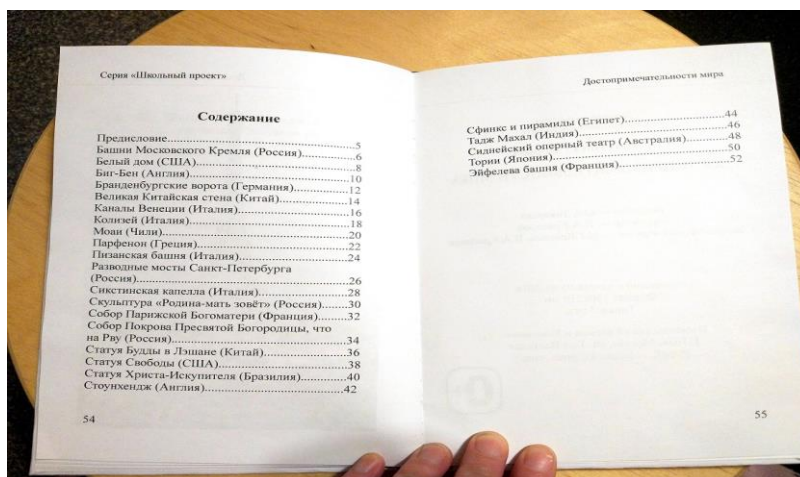 Серия «Школьный проект»
Содержание
Предисловие....................................................5
Башни Московского Кремля (Россия)....................6
Белый дом (США)............................................8
Биг-Бен (Англия)............................................10
Бранденбургские ворота (Германия)....................12
Великая Китайская стена (Китай)........................14
Каналы Венеции (Италия).................................16
Колизей (Италия)............................................18
Моаи (Чили)...................................................20
Парфенон (Греция)..........................................22
Пизанская башня (Италия)................................24
Разводные мосты Санкт-Петербурга
(Россия).........................................................26
Сикстинская капелла (Италия)...........................28
Скульптура «Родина-мать зовёт» (Россия)............30
Собор Парижской Богоматери (Франция)..............32
Собор Покрова Пресвятой Богородицы, что
на Рву (Россия)...............................................34
Статуя Будды в Лэшане (Китай).........................36
Статуя Свободы (США).....................................38
Статуя Христа-Искупителя (Бразилия).................40
Стоунхендж (Англия)........................................42
54
Достопримечательности мира
Сфинкс и пирамиды (Египет).............................44
Тадж Махал (Индия)........................................46
Сиднейский оперный театр (Австралия)...............48
Тории (Япония)...............................................50
Эйфелева башня (Франция)...............................52
55